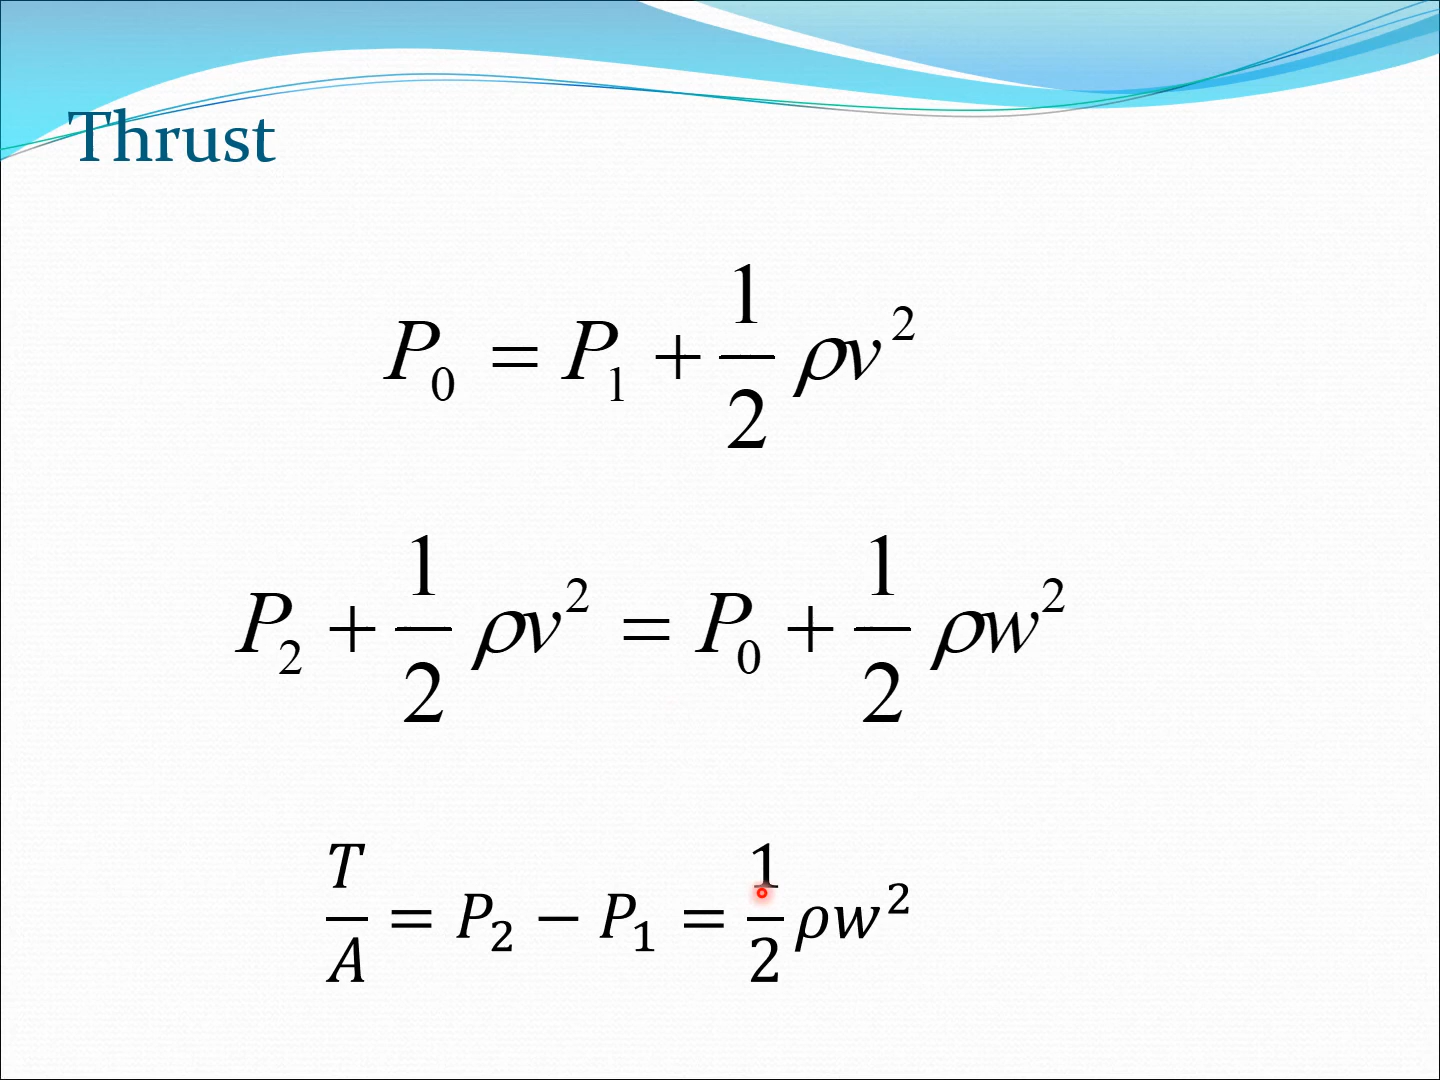 Thrust
P₀ = P₁ + 1/2 ρv²
P₂ + 1/2 ρv² = P₀ + 1/2 ρw²
T/A = P₂ − P₁ = 1/2 ρw²